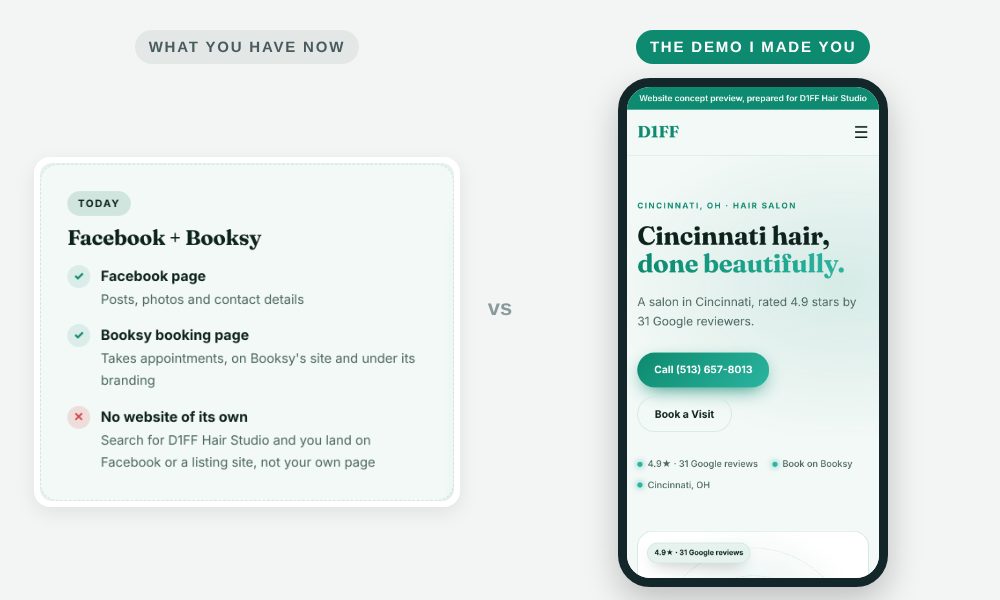 WHAT YOU HAVE NOW
TODAY
Facebook + Booksy
Facebook page
Posts, photos and contact details
Booksy booking page
Takes appointments, on Booksy's site and under its
branding
No website of its own
Search for D1FF Hair Studio and you land on
Facebook or a listing site, not your own page
vs
THE DEMO I MADE YOU
Website concept preview, prepared for D1FF Hair Studio
D1FF
CINCINNATI, OH · HAIR SALON
Cincinnati hair,
done beautifully.
A salon in Cincinnati, rated 4.9 stars by
31 Google reviewers.
Call (513) 657-8013
Book a Visit
4.9★ · 31 Google reviews
Book on Booksy
Cincinnati, OH
4.9★ · 31 Google reviews